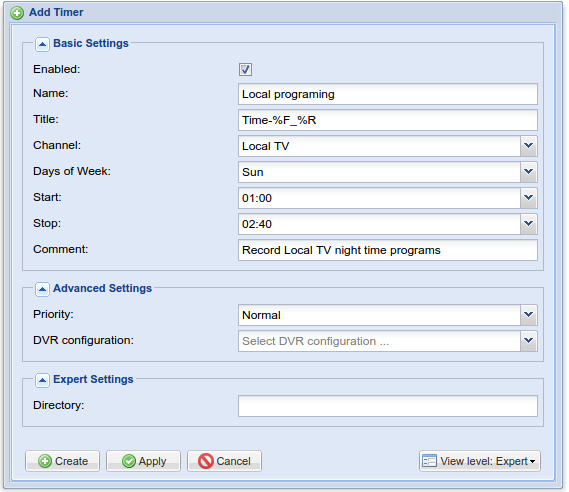 Add Timer
Basic Settings
Enabled:
Name: Local programing
Title: Time-%F_%R
Channel: Local TV
Days of Week: Sun
Start: 01:00
Stop: 02:40
Comment: Record Local TV night time programs
Advanced Settings
Priority: Normal
DVR configuration: Select DVR configuration ...
Expert Settings
Directory:
Create Apply Cancel View level: Expert